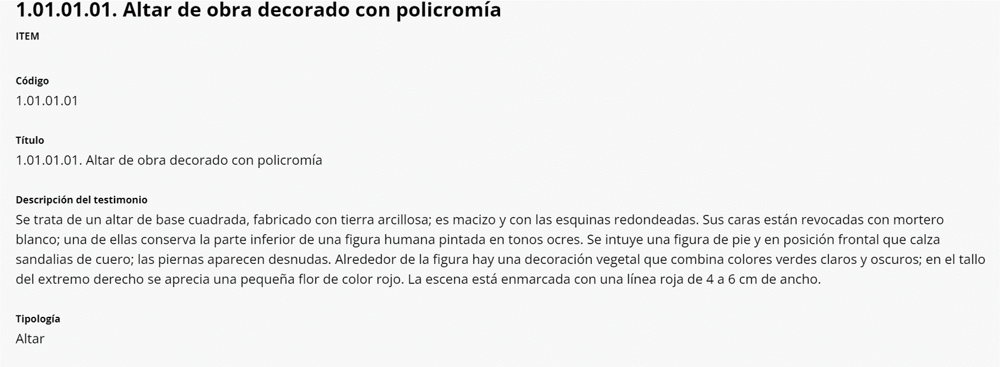 1.01.01.01. Altar de obra decorado con policromía
ITEM
Código
1.01.01.01
Título
1.01.01.01. Altar de obra decorado con policromía
Descripción del testimonio
Se trata de un altar de base cuadrada, fabricado con tierra arcillosa; es macizo y con las esquinas redondeadas. Sus caras están revocadas con mortero
blanco; una de ellas conserva la parte inferior de una figura humana pintada en tonos ocres. Se intuye una figura de pie y en posición frontal que calza
sandalias de cuero; las piernas aparecen desnudas. Alrededor de la figura hay una decoración vegetal que combina colores verdes claros y oscuros; en el tallo
del extremo derecho se aprecia una pequeña flor de color rojo. La escena está enmarcada con una línea roja de 4 a 6 cm de ancho.
Tipología
Altar